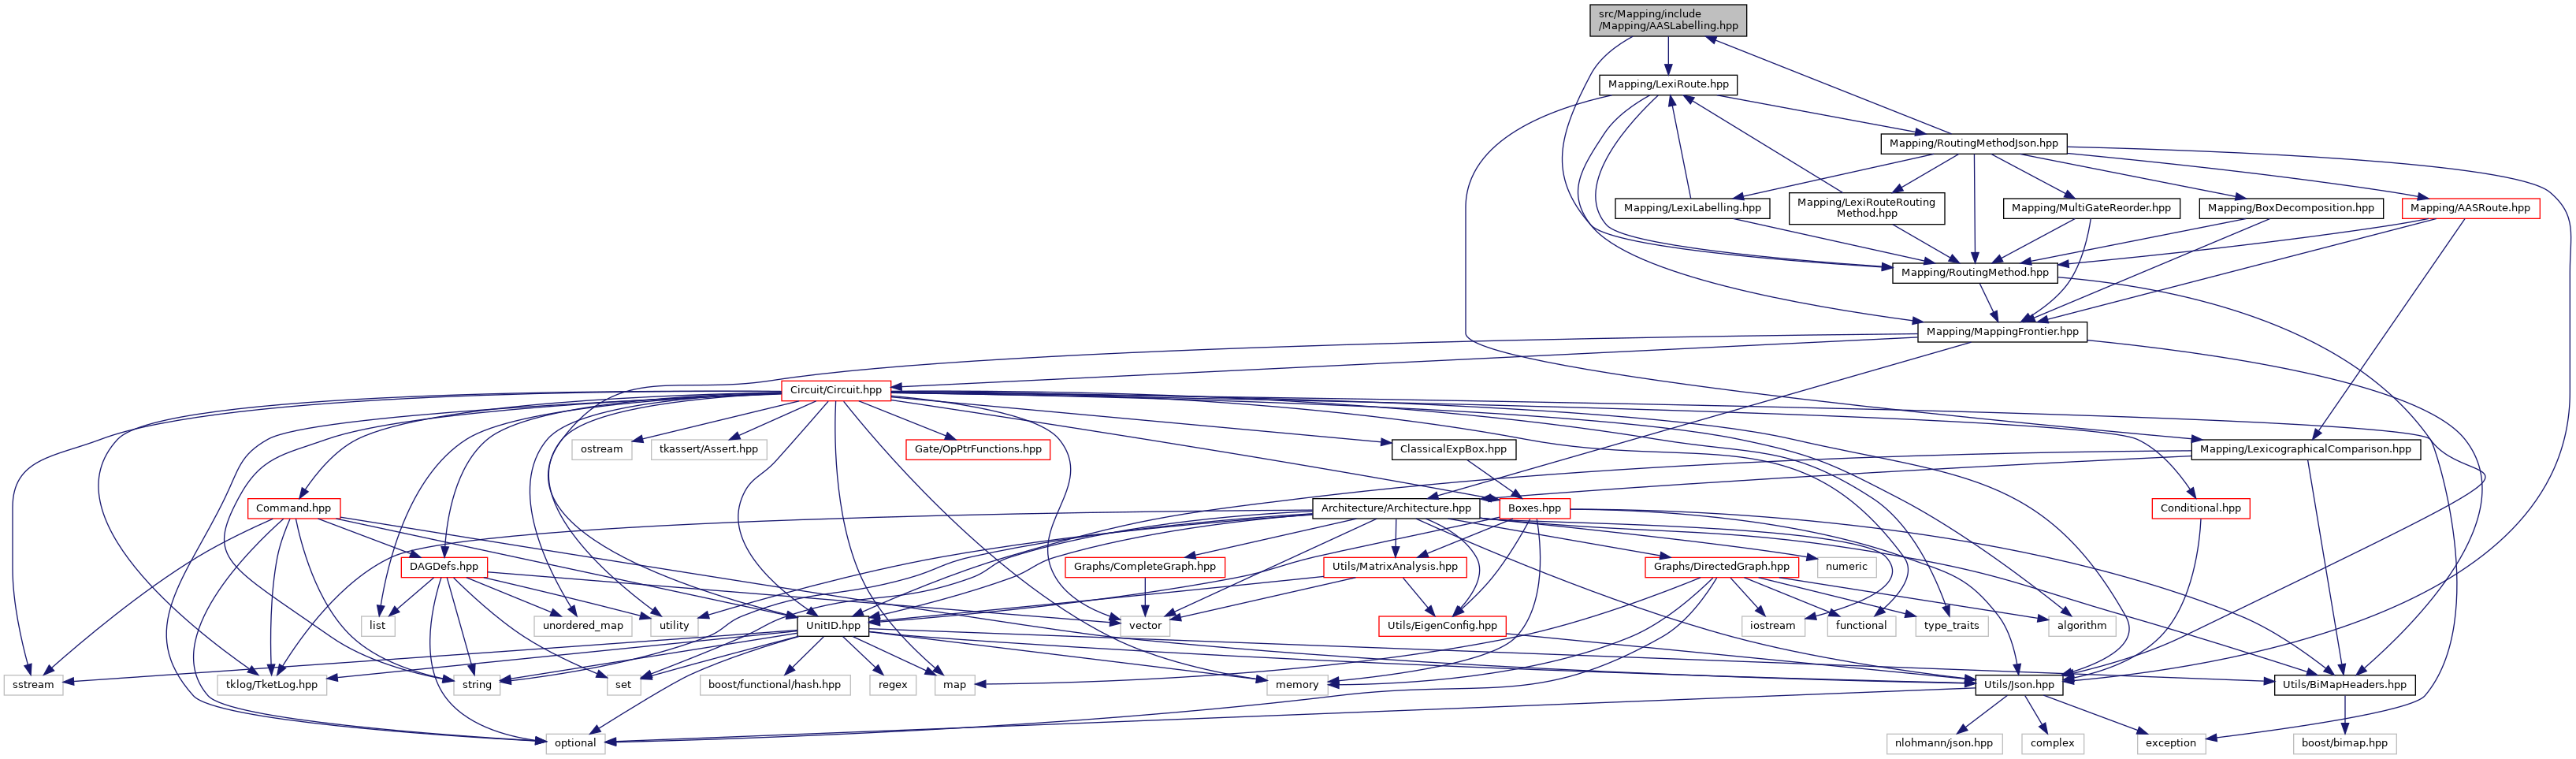 src/Mapping/include
/Mapping/AASLabelling.hpp
Mapping/LexiRoute.hpp
Mapping/RoutingMethodJson.hpp
Mapping/LexiLabelling.hpp
Mapping/LexiRouteRouting
Method.hpp
Mapping/MultiGateReorder.hpp
Mapping/BoxDecomposition.hpp
Mapping/AASRoute.hpp
Mapping/RoutingMethod.hpp
Mapping/MappingFrontier.hpp
Circuit/Circuit.hpp
ostream
tkassert/Assert.hpp
Gate/OpPtrFunctions.hpp
ClassicalExpBox.hpp
Mapping/LexicographicalComparison.hpp
Command.hpp
Architecture/Architecture.hpp
Boxes.hpp
Conditional.hpp
DAGDefs.hpp
Graphs/CompleteGraph.hpp
Utils/MatrixAnalysis.hpp
Graphs/DirectedGraph.hpp
numeric
list
unordered_map
utility
UnitID.hpp
vector
Utils/EigenConfig.hpp
iostream
functional
type_traits
algorithm
sstream
tklog/TketLog.hpp
string
set
boost/functional/hash.hpp
regex
map
memory
Utils/Json.hpp
Utils/BiMapHeaders.hpp
optional
nlohmann/json.hpp
complex
exception
boost/bimap.hpp